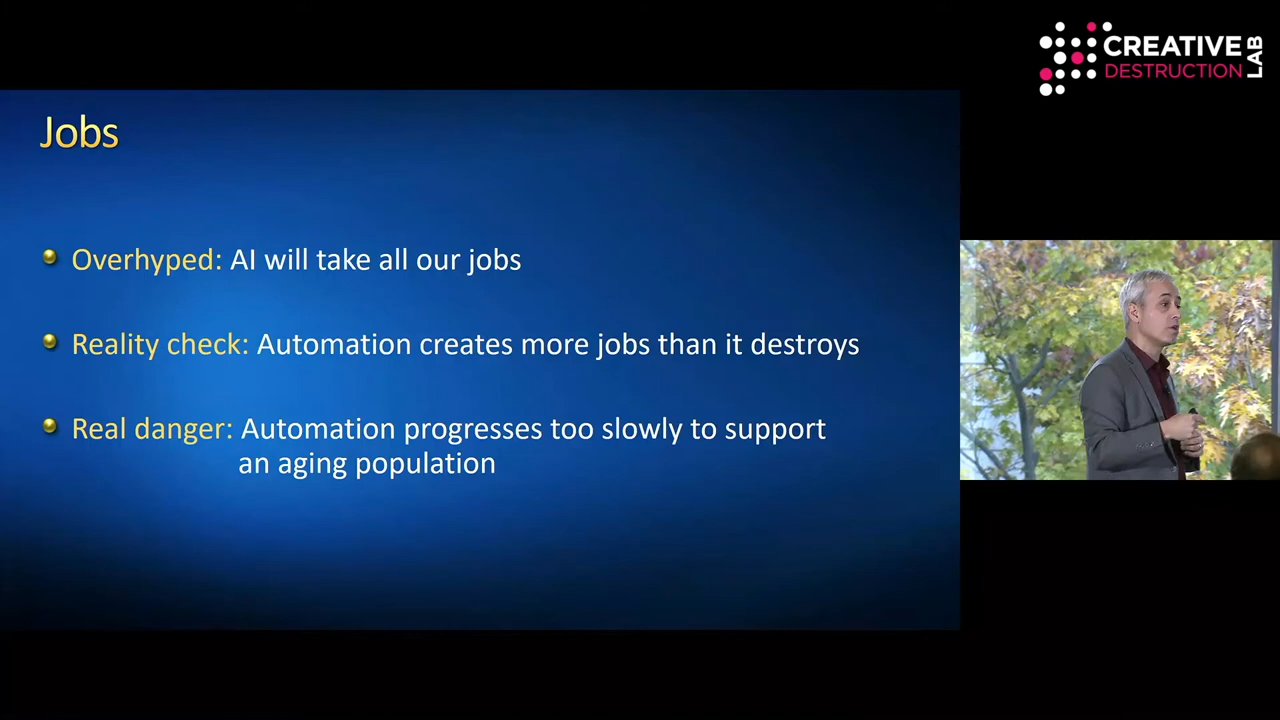 CREATIVE
DESTRUCTION
LAB
Jobs
Overhyped: AI will take all our jobs
Reality check: Automation creates more jobs than it destroys
Real danger: Automation progresses too slowly to support
an aging population